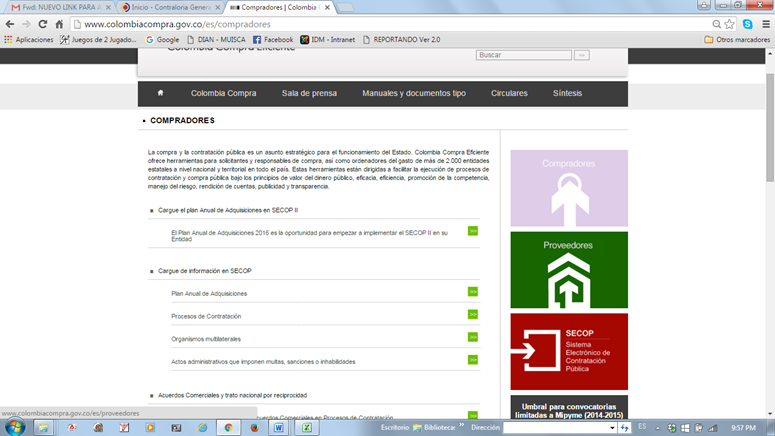 Fwd: NUEVO LINK PARA A
Inicio - Contraloría General
Compradores | Colombia
www.colombiacompra.gov.co/es/compradores
Aplicaciones
Juegos de 2 Jugado...
Google
DIAN - MUISCA
Facebook
IDM - Intranet
REPORTANDO Ver 2.0
Otros marcadores
Colombia Compra Eficiente
Buscar
Colombia Compra
Sala de prensa
Manuales y documentos tipo
Circulares
Síntesis
COMPRADORES
La compra y la contratación pública es un asunto estratégico para el funcionamiento del Estado. Colombia Compra Eficiente
ofrece herramientas para solicitantes y responsables de compra, así como ordenadores del gasto de más de 2.000 entidades
estatales a nivel nacional y territorial en todo el país. Estas herramientas están dirigidas a facilitar la ejecución de procesos de
contratación y compra pública bajo los principios de valor del dinero público, eficacia, eficiencia, promoción de la competencia,
manejo del riesgo, rendición de cuentas, publicidad y transparencia.
Cargue el plan Anual de Adquisiciones en SECOP II
El Plan Anual de Adquisiciones 2016 es la oportunidad para empezar a implementar el SECOP II en su
Entidad
Cargue de información en SECOP
Plan Anual de Adquisiciones
Procesos de Contratación
Organismos multilaterales
Actos administrativos que imponen multas, sanciones o inhabilidades
Acuerdos Comerciales y trato nacional por reciprocidad
Acuerdos Comerciales en Procesos de Contratación
Compradores
Proveedores
SECOP
Sistema
Electrónico de
Contratación
Pública
Umbral para convocatorias
limitadas a Mipyme (2014-2015)
www.colombiacompra.gov.co/es/proveedores
Escritorio
Bibliotecas
Dirección
ES
9:57 PM